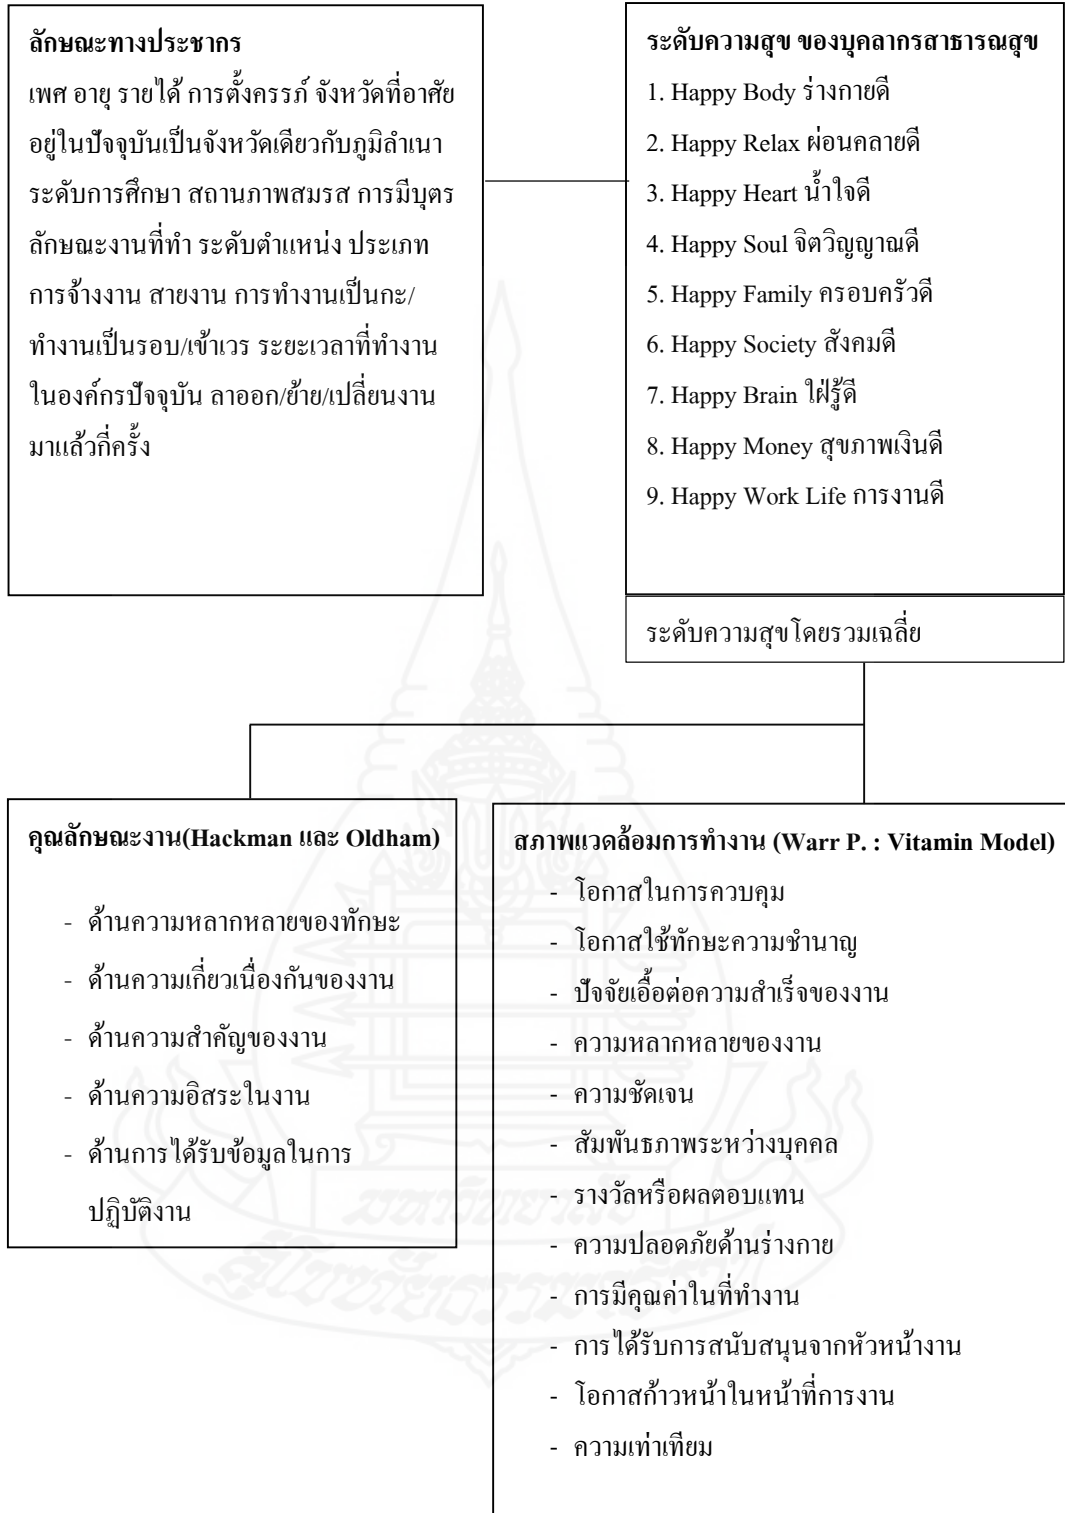 ลักษณะทางประชากร
เพศ อายุ รายได้ การตั้งครรภ์ จังหวัดที่อาศัย
อยู่ในปัจจุบันเป็นจังหวัดเดียวกับภูมิลำเนา
ระดับการศึกษา สถานภาพสมรส การมีบุตร
ลักษณะงานที่ทำ ระดับตำแหน่ง ประเภท
การจ้างงาน สายงาน การทำงานเป็นกะ/
ทำงานเป็นรอบ/เข้าเวร ระยะเวลาที่ทำงาน
ในองค์กรปัจจุบัน ลาออก/ย้าย/เปลี่ยนงาน
มาแล้วกี่ครั้ง
ระดับความสุข ของบุคลากรสาธารณสุข
1. Happy Body ร่างกายดี
2. Happy Relax ผ่อนคลายดี
3. Happy Heart น้ำใจดี
4. Happy Soul จิตวิญญาณดี
5. Happy Family ครอบครัวดี
6. Happy Society สังคมดี
7. Happy Brain ใฝ่รู้ดี
8. Happy Money สุขภาพเงินดี
9. Happy Work Life การงานดี
ระดับความสุขโดยรวมเฉลี่ย
คุณลักษณะงาน(Hackman และ Oldham)
- ด้านความหลากหลายของทักษะ
- ด้านความเกี่ยวเนื่องกันของงาน
- ด้านความสำคัญของงาน
- ด้านความอิสระในงาน
- ด้านการได้รับข้อมูลในการ
ปฏิบัติงาน
สภาพแวดล้อมการทำงาน (Warr P. : Vitamin Model)
- โอกาสในการควบคุม
- โอกาสใช้ทักษะความชำนาญ
- ปัจจัยเอื้อต่อความสำเร็จของงาน
- ความหลากหลายของงาน
- ความชัดเจน
- สัมพันธภาพระหว่างบุคคล
- รางวัลหรือผลตอบแทน
- ความปลอดภัยด้านร่างกาย
- การมีคุณค่าในที่ทำงาน
- การได้รับการสนับสนุนจากหัวหน้างาน
- โอกาสก้าวหน้าในหน้าที่การงาน
- ความเท่าเทียม
มหาวิทยาลัย
สุโขทัยธรรมาธิราช